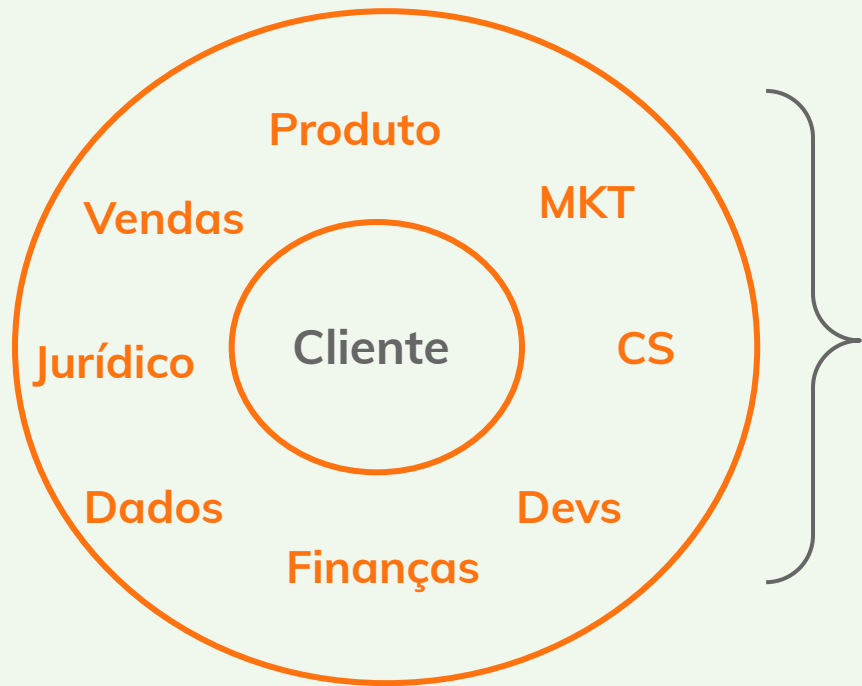 Produto
MKT
Vendas
Cliente
CS
Jurídico
Dados
Devs
Finanças